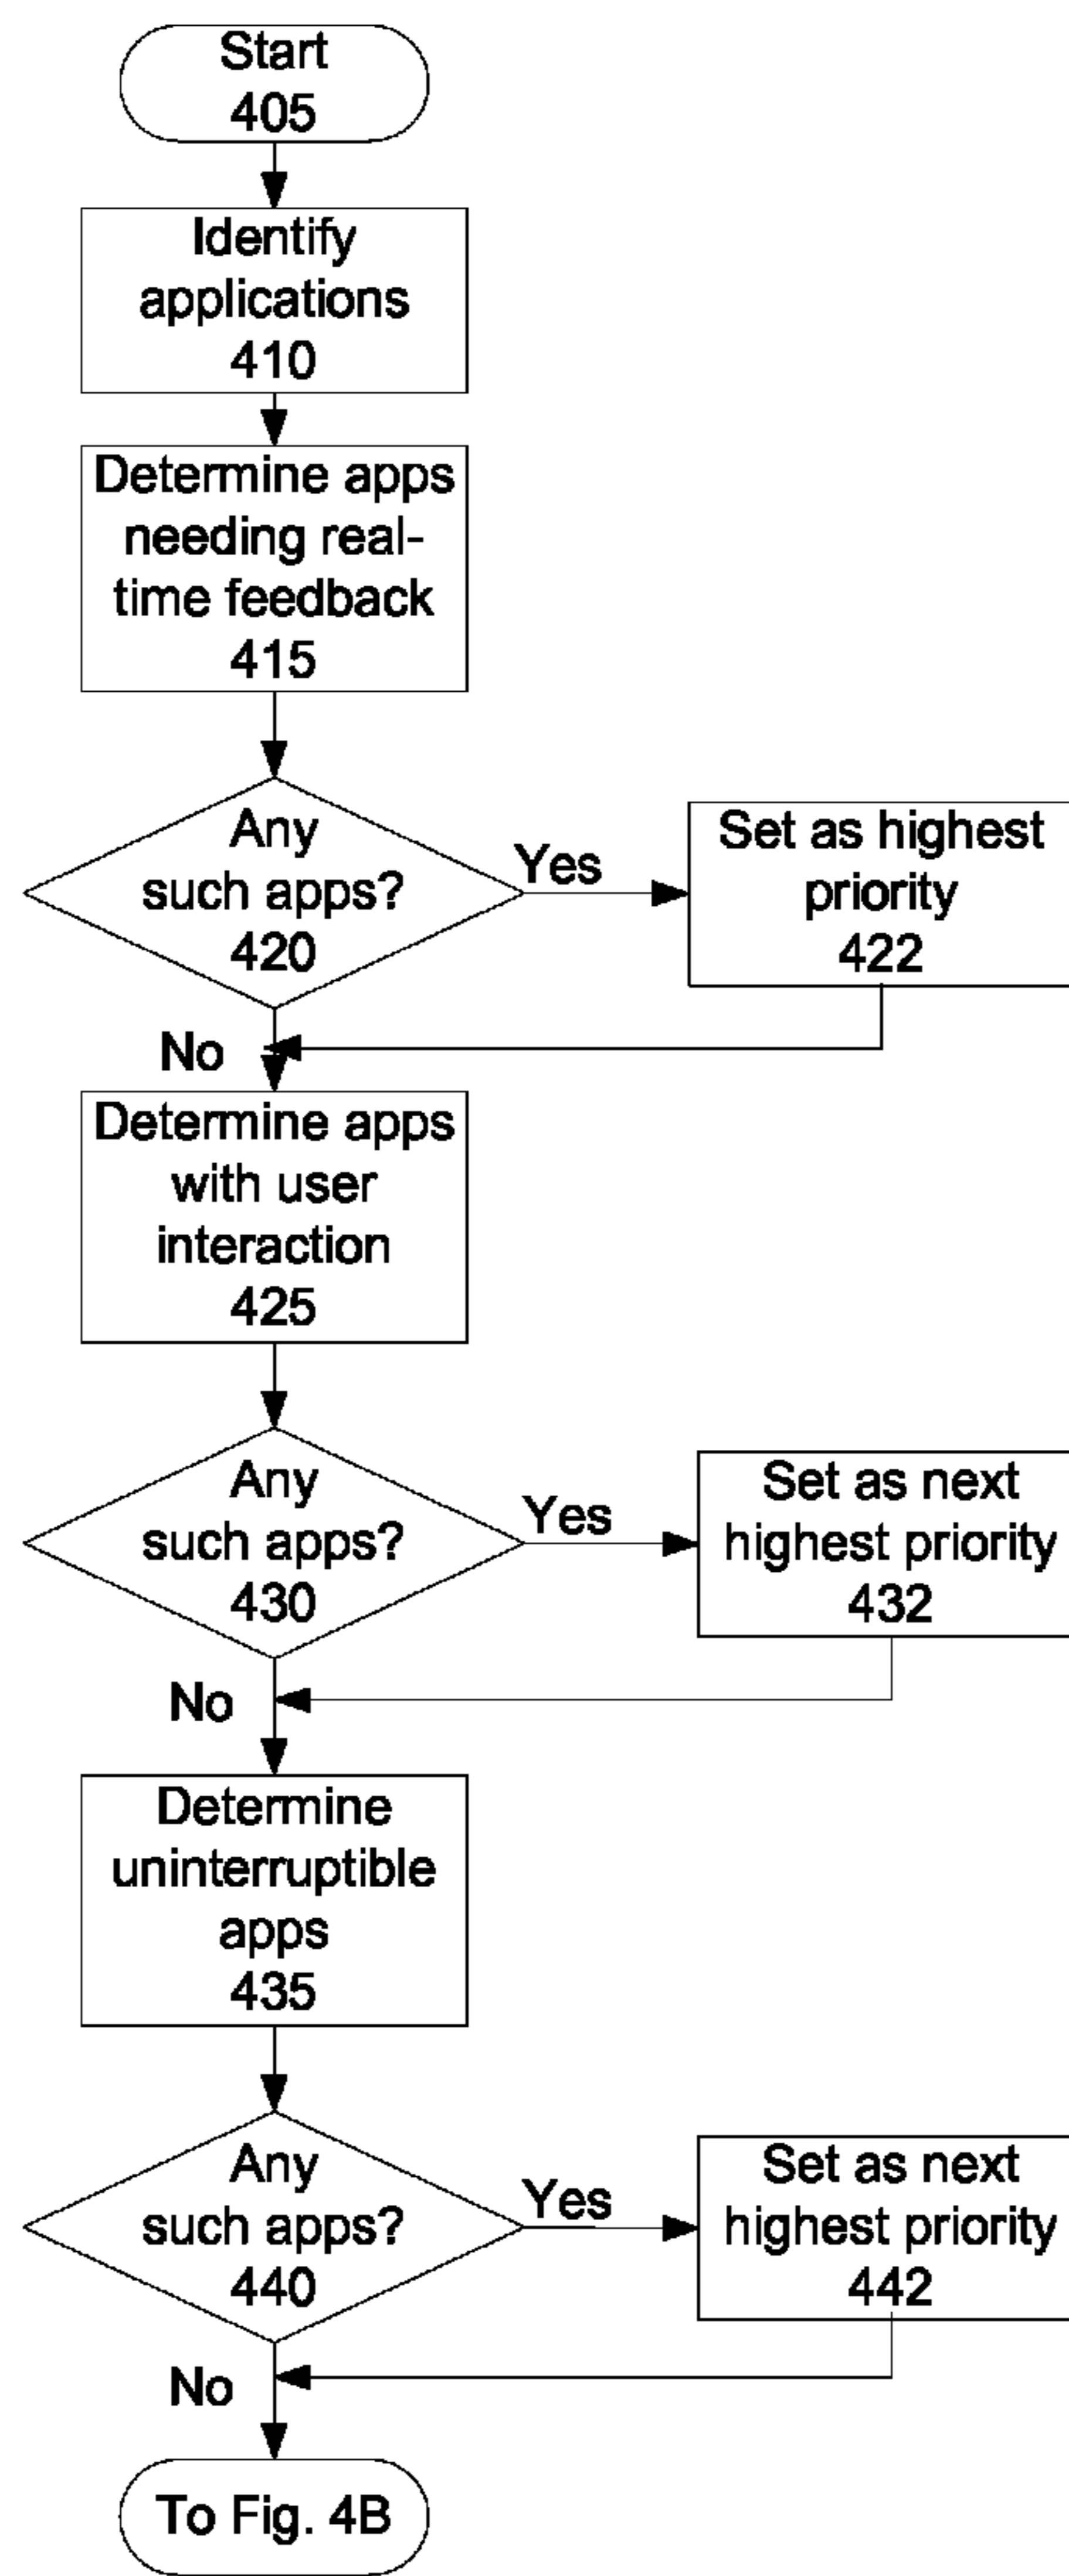 Start
405
Identify
applications
410
Determine apps
needing real-
time feedback
415
Any
such apps?
420
Yes
Set as highest
priority
422
No
Determine apps
with user
interaction
425
Any
such apps?
430
Yes
Set as next
highest priority
432
No
Determine
uninterruptible
apps
435
Any
such apps?
440
Yes
Set as next
highest priority
442
No
To Fig. 4B